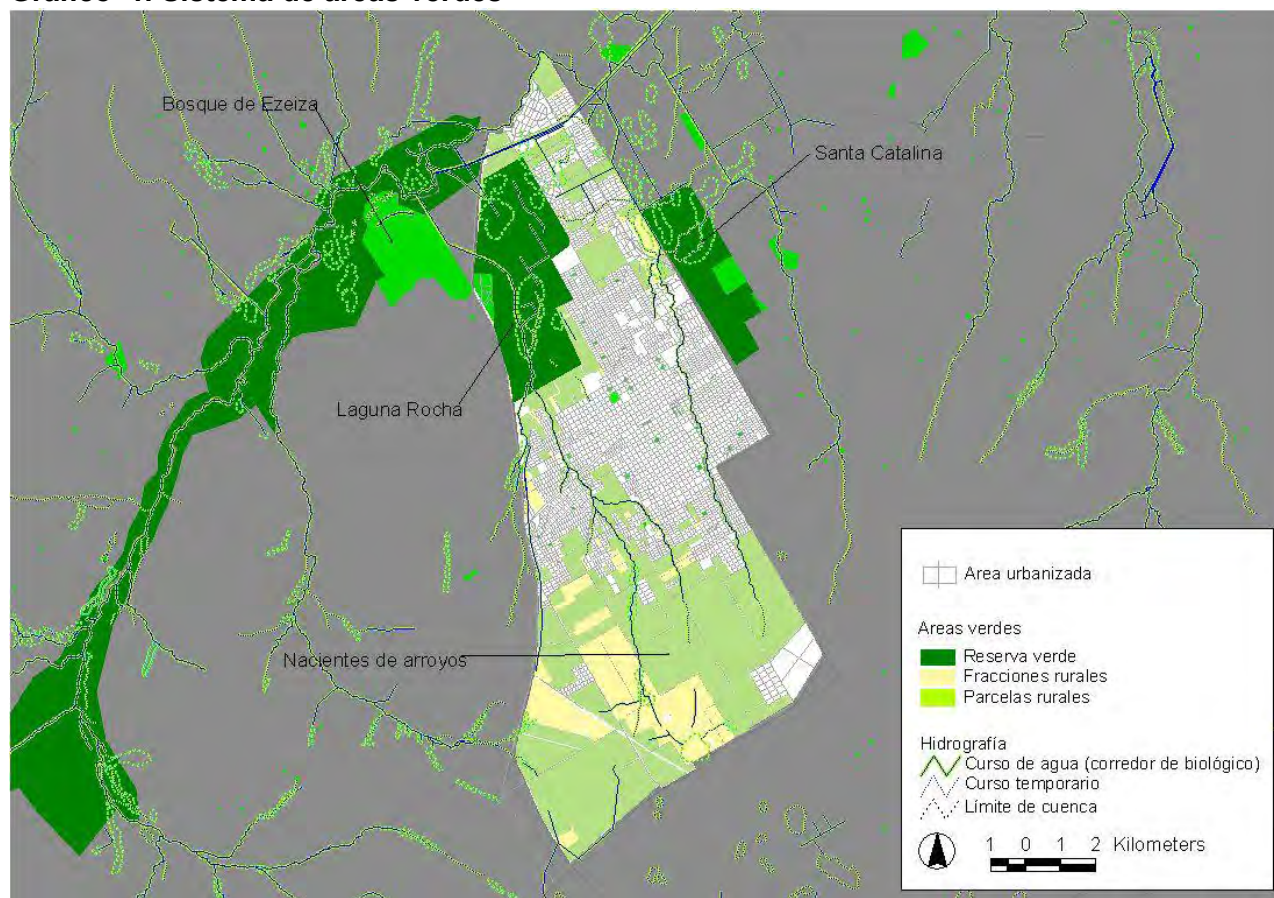 Bosque de Ezeiza
Santa Catalina
Laguna Rocha
Nacientes de arroyos
Area urbanizada
Areas verdes
Reserva verde
Fracciones rurales
Parcelas rurales
Hidrografía
Curso de agua (corredor de biológico)
Curso temporario
Límite de cuenca
1 0 1 2 Kilometers